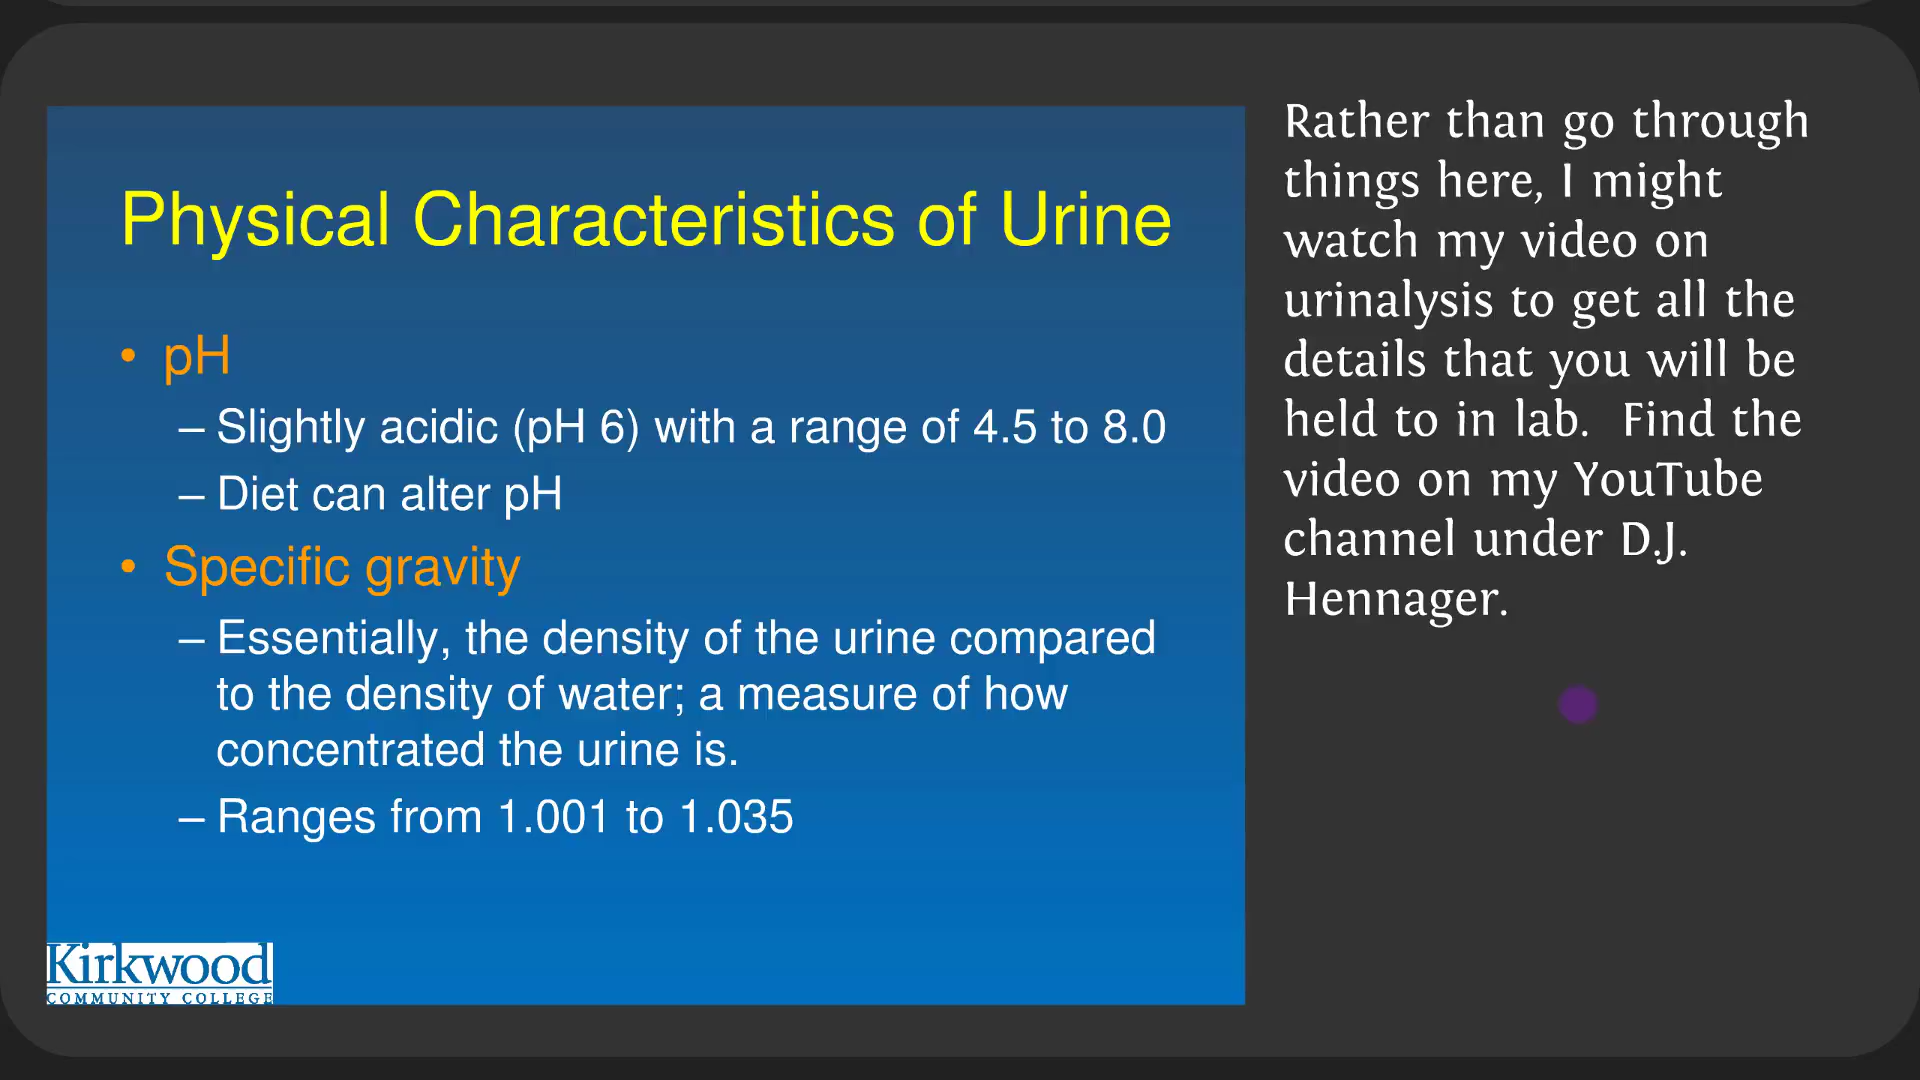 Physical Characteristics of Urine
• pH
– Slightly acidic (pH 6) with a range of 4.5 to 8.0
– Diet can alter pH
• Specific gravity
– Essentially, the density of the urine compared
to the density of water; a measure of how
concentrated the urine is.
– Ranges from 1.001 to 1.035
Kirkwood
COMMUNITY COLLEGE
Rather than go through
things here, I might
watch my video on
urinalysis to get all the
details that you will be
held to in lab.  Find the
video on my YouTube
channel under D.J.
Hennager.